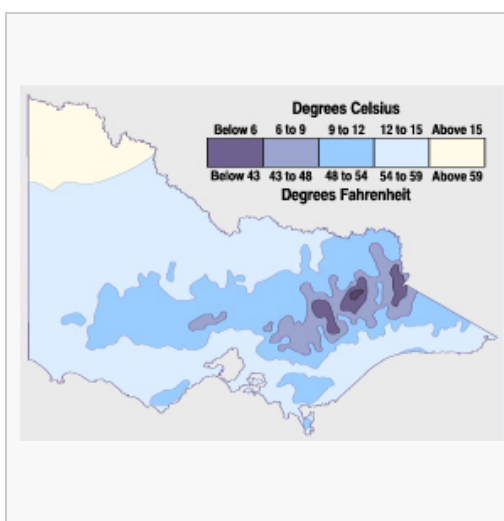 Degrees Celsius
Below 6 6 to 9 9 to 12 12 to 15 Above 15
Below 43 43 to 48 48 to 54 54 to 59 Above 59
Degrees Fahrenheit